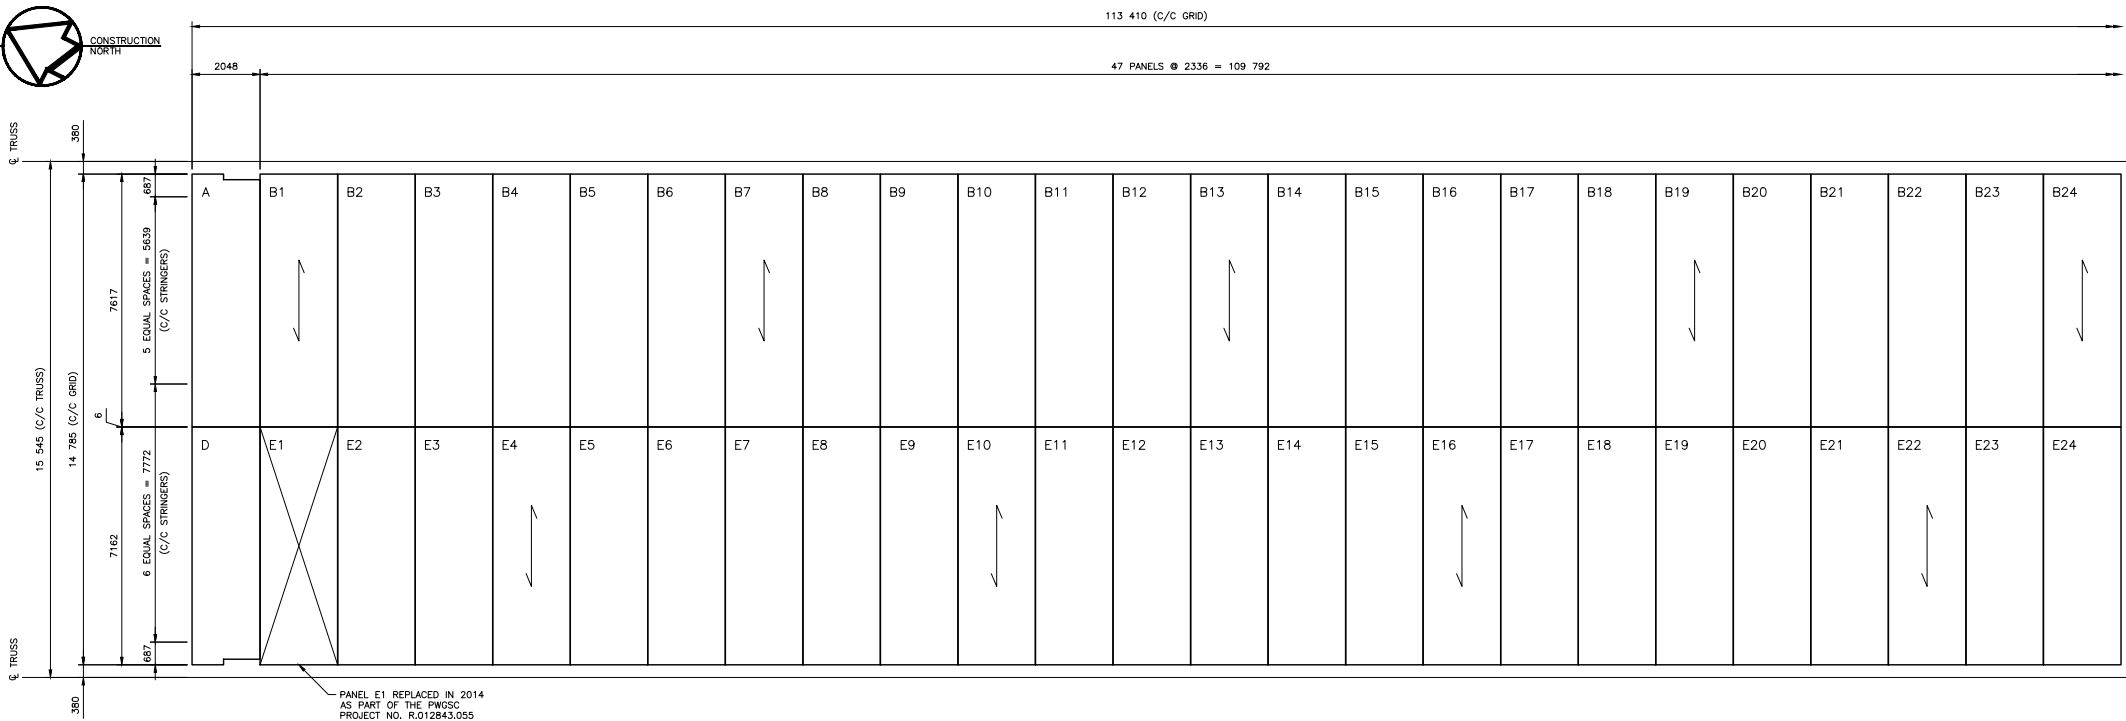 113 410 (C/C GRID)
CONSTRUCTION
NORTH
2048
47 PANELS @ 2336 = 109 792
℄ TRUSS
380
687
A B1 B2 B3 B4 B5 B6 B7 B8 B9 B10 B11 B12 B13 B14 B15 B16 B17 B18 B19 B20 B21 B22 B23 B24
5 EQUAL SPACES = 5639
(C/C STRINGERS)
7617
15 545 (C/C TRUSS)
14 785 (C/C GRID)
6
D E1 E2 E3 E4 E5 E6 E7 E8 E9 E10 E11 E12 E13 E14 E15 E16 E17 E18 E19 E20 E21 E22 E23 E24
6 EQUAL SPACES = 7772
(C/C STRINGERS)
7162
687
℄ TRUSS
380
PANEL E1 REPLACED IN 2014
AS PART OF THE PWGSC
PROJECT NO. R.012843.055